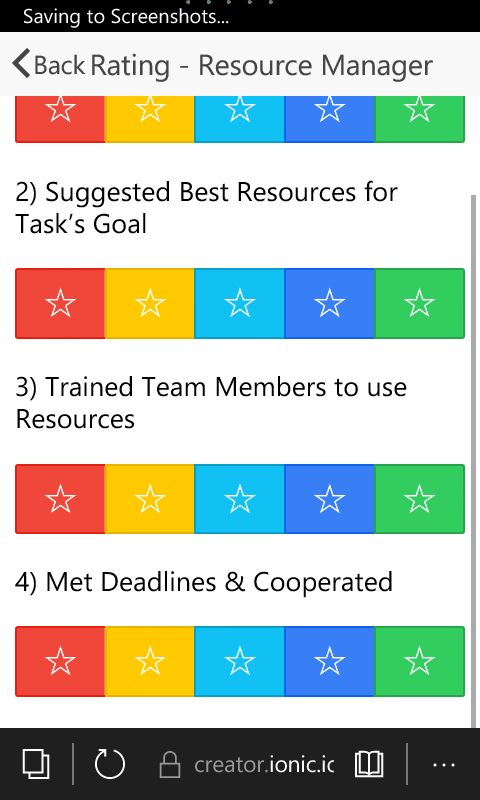 Saving to Screenshots...
Back Rating - Resource Manager
2) Suggested Best Resources for
Task's Goal
3) Trained Team Members to use
Resources
4) Met Deadlines & Cooperated
creator.ionic.ic